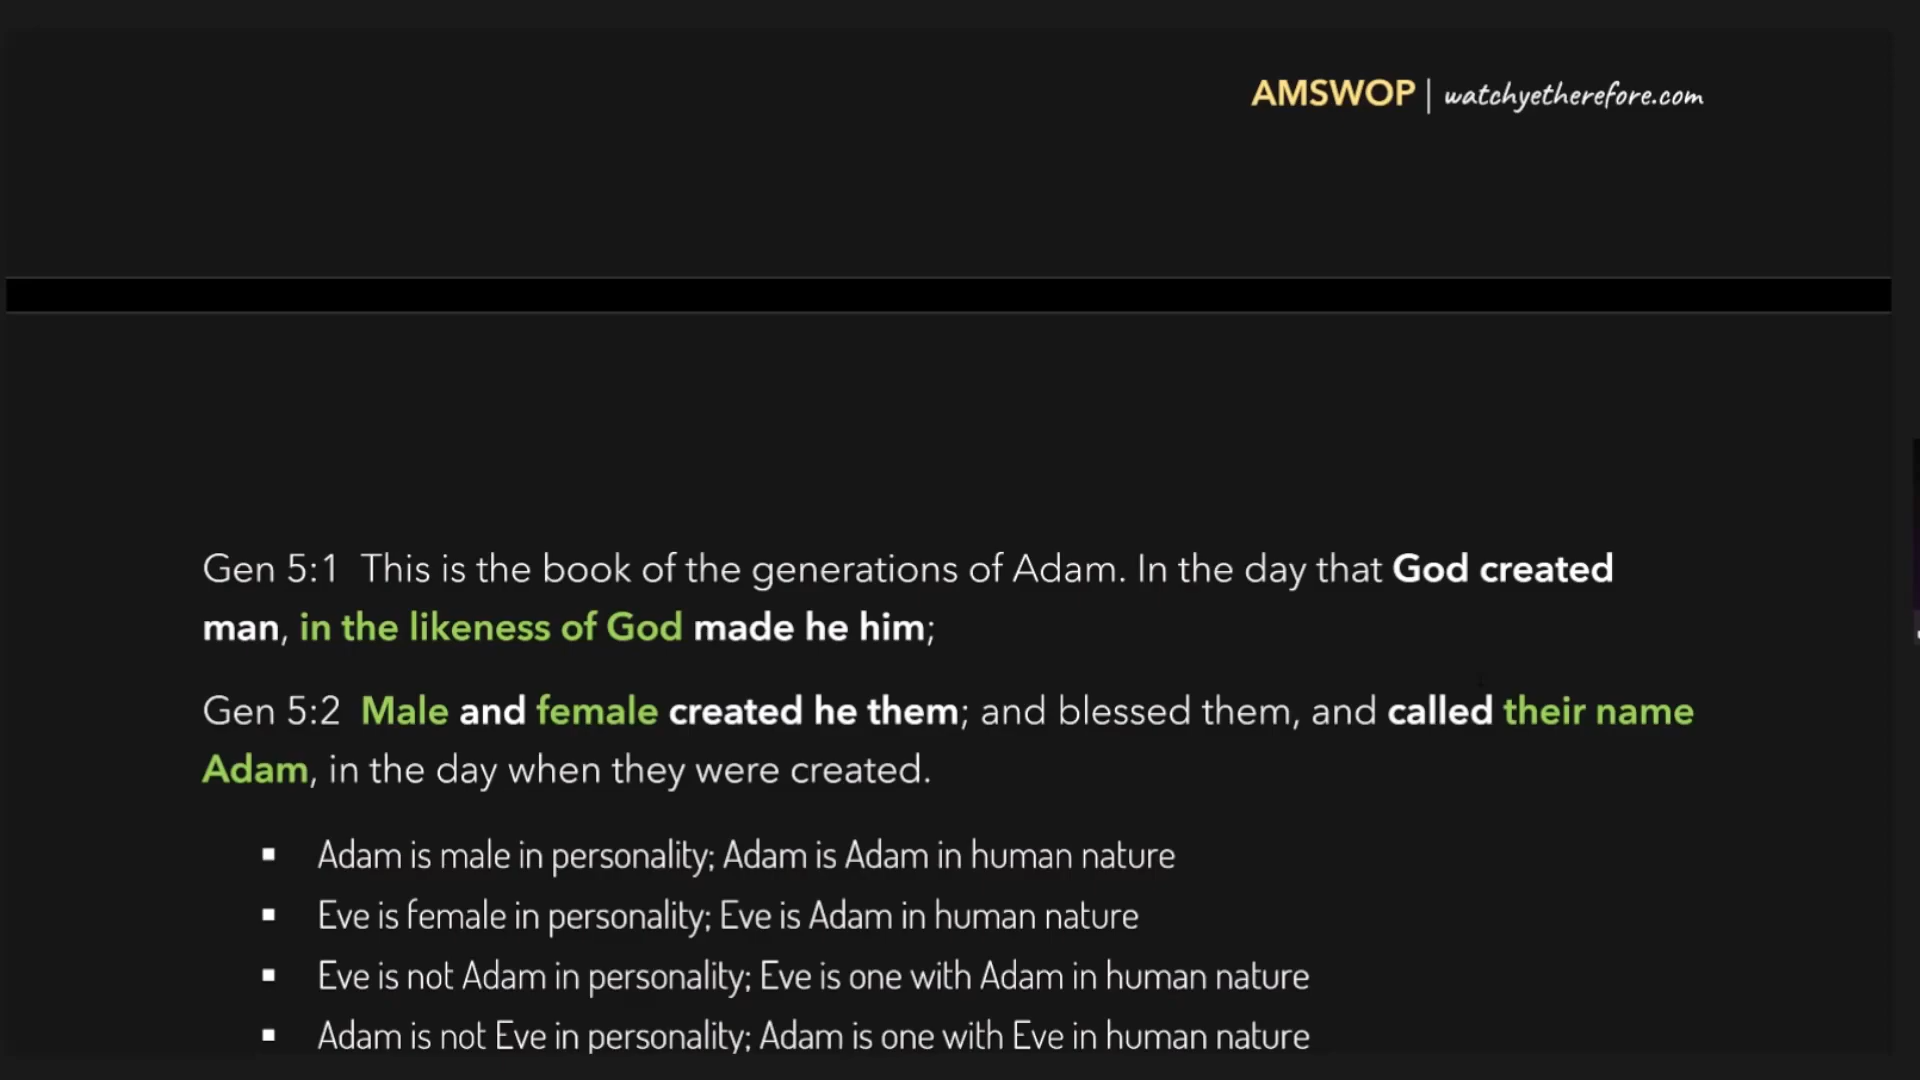 AMSWOP | watchyetherefore.com
Gen 5:1 This is the book of the generations of Adam. In the day that God created
man, in the likeness of God made he him;
Gen 5:2 Male and female created he them; and blessed them, and called their name
Adam, in the day when they were created.
▪ Adam is male in personality; Adam is Adam in human nature
▪ Eve is female in personality; Eve is Adam in human nature
▪ Eve is not Adam in personality; Eve is one with Adam in human nature
▪ Adam is not Eve in personality; Adam is one with Eve in human nature